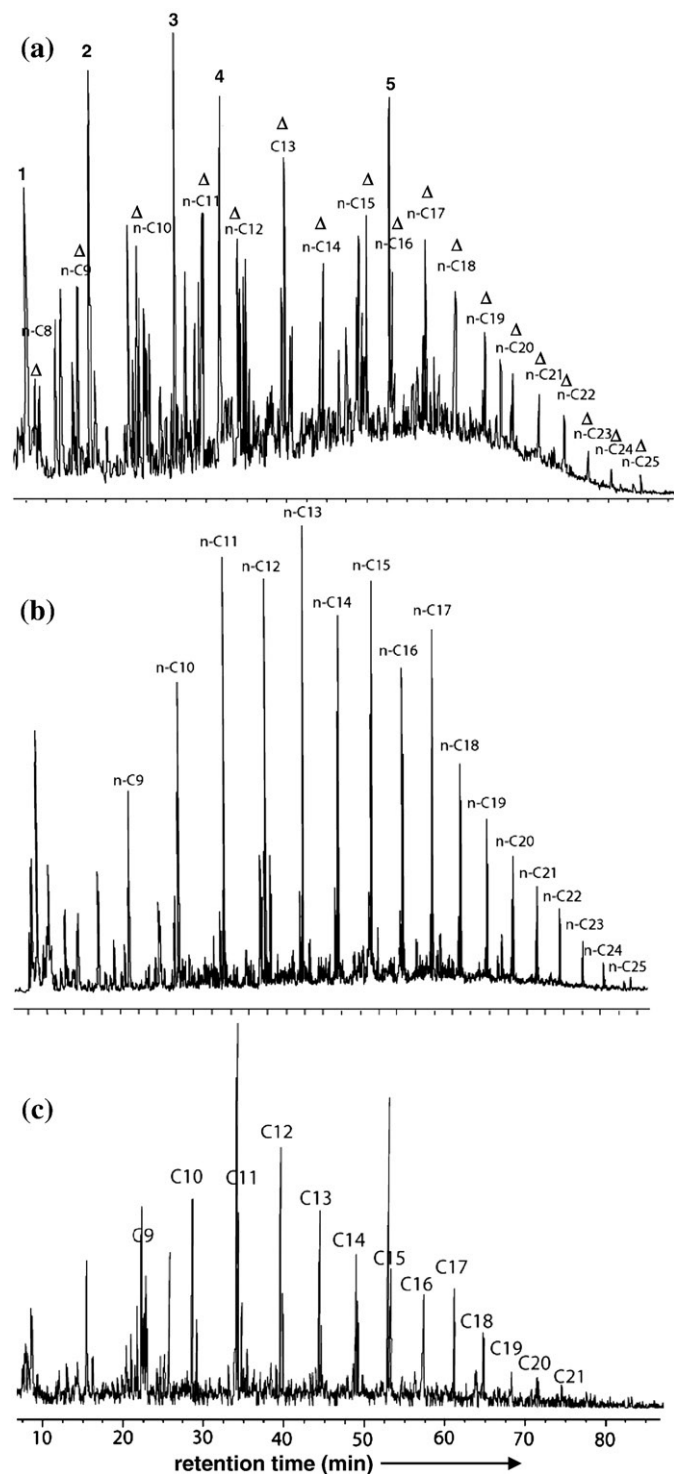 (a)
1
2
3
4
5
n-C8
Δ
Δ
n-C9
Δ
n-C10
Δ
n-C11
Δ
n-C12
Δ
C13
Δ
n-C14
Δ
n-C15
Δ
n-C16
Δ
n-C17
Δ
n-C18
Δ
n-C19
Δ
n-C20
Δ
n-C21
Δ
n-C22
Δ
n-C23
Δ
n-C24
Δ
n-C25
(b)
n-C9
n-C10
n-C11
n-C12
n-C13
n-C14
n-C15
n-C16
n-C17
n-C18
n-C19
n-C20
n-C21
n-C22
n-C23
n-C24
n-C25
(c)
C9
C10
C11
C12
C13
C14
C15
C16
C17
C18
C19
C20
C21
10 20 30 40 50 60 70 80
retention time (min)